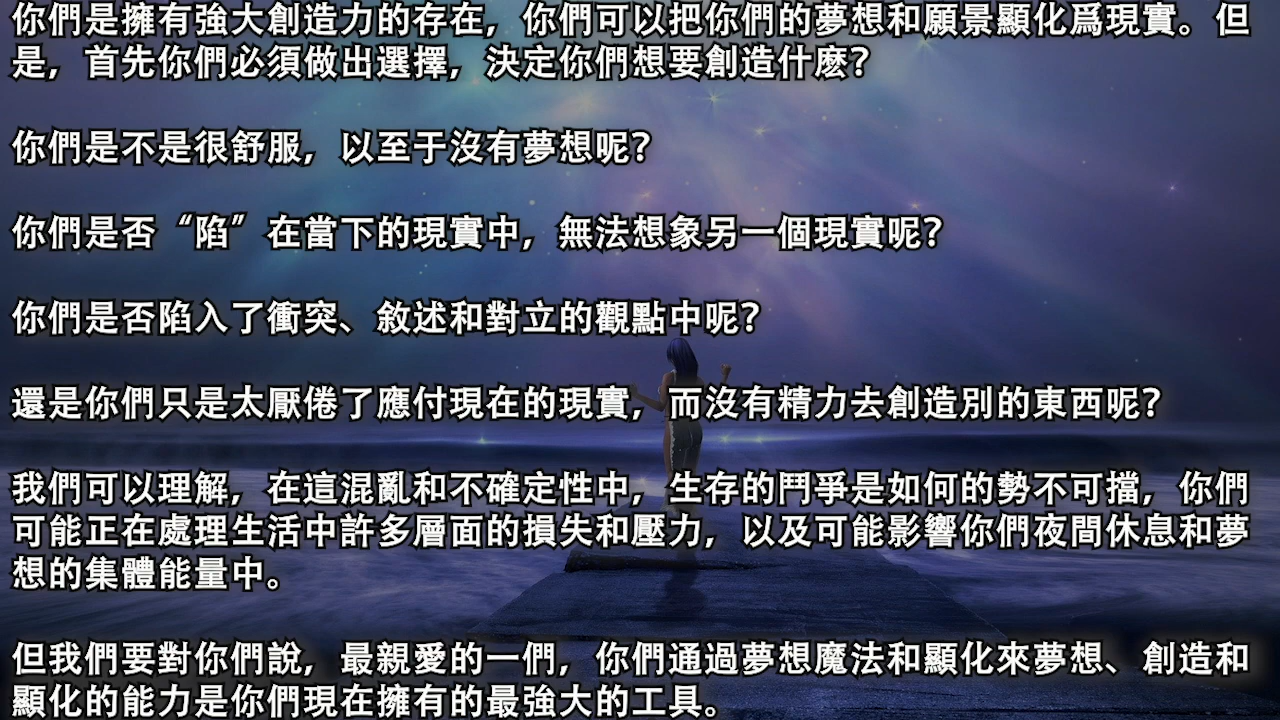 你們是擁有強大創造力的存在，你們可以把你們的夢想和願景顯化爲現實。但
是，首先你們必須做出選擇，決定你們想要創造什麽？
你們是不是很舒服，以至于沒有夢想呢？
你們是否“陷”在當下的現實中，無法想象另一個現實呢？
你們是否陷入了衝突、敘述和對立的觀點中呢？
還是你們只是太厭倦了應付現在的現實，而沒有精力去創造別的東西呢？
我們可以理解，在這混亂和不確定性中，生存的鬥爭是如何的勢不可擋，你們
可能正在處理生活中許多層面的損失和壓力，以及可能影響你們夜間休息和夢
想的集體能量中。
但我們要對你們說，最親愛的一們，你們通過夢想魔法和顯化來夢想、創造和
顯化的能力是你們現在擁有的最強大的工具。